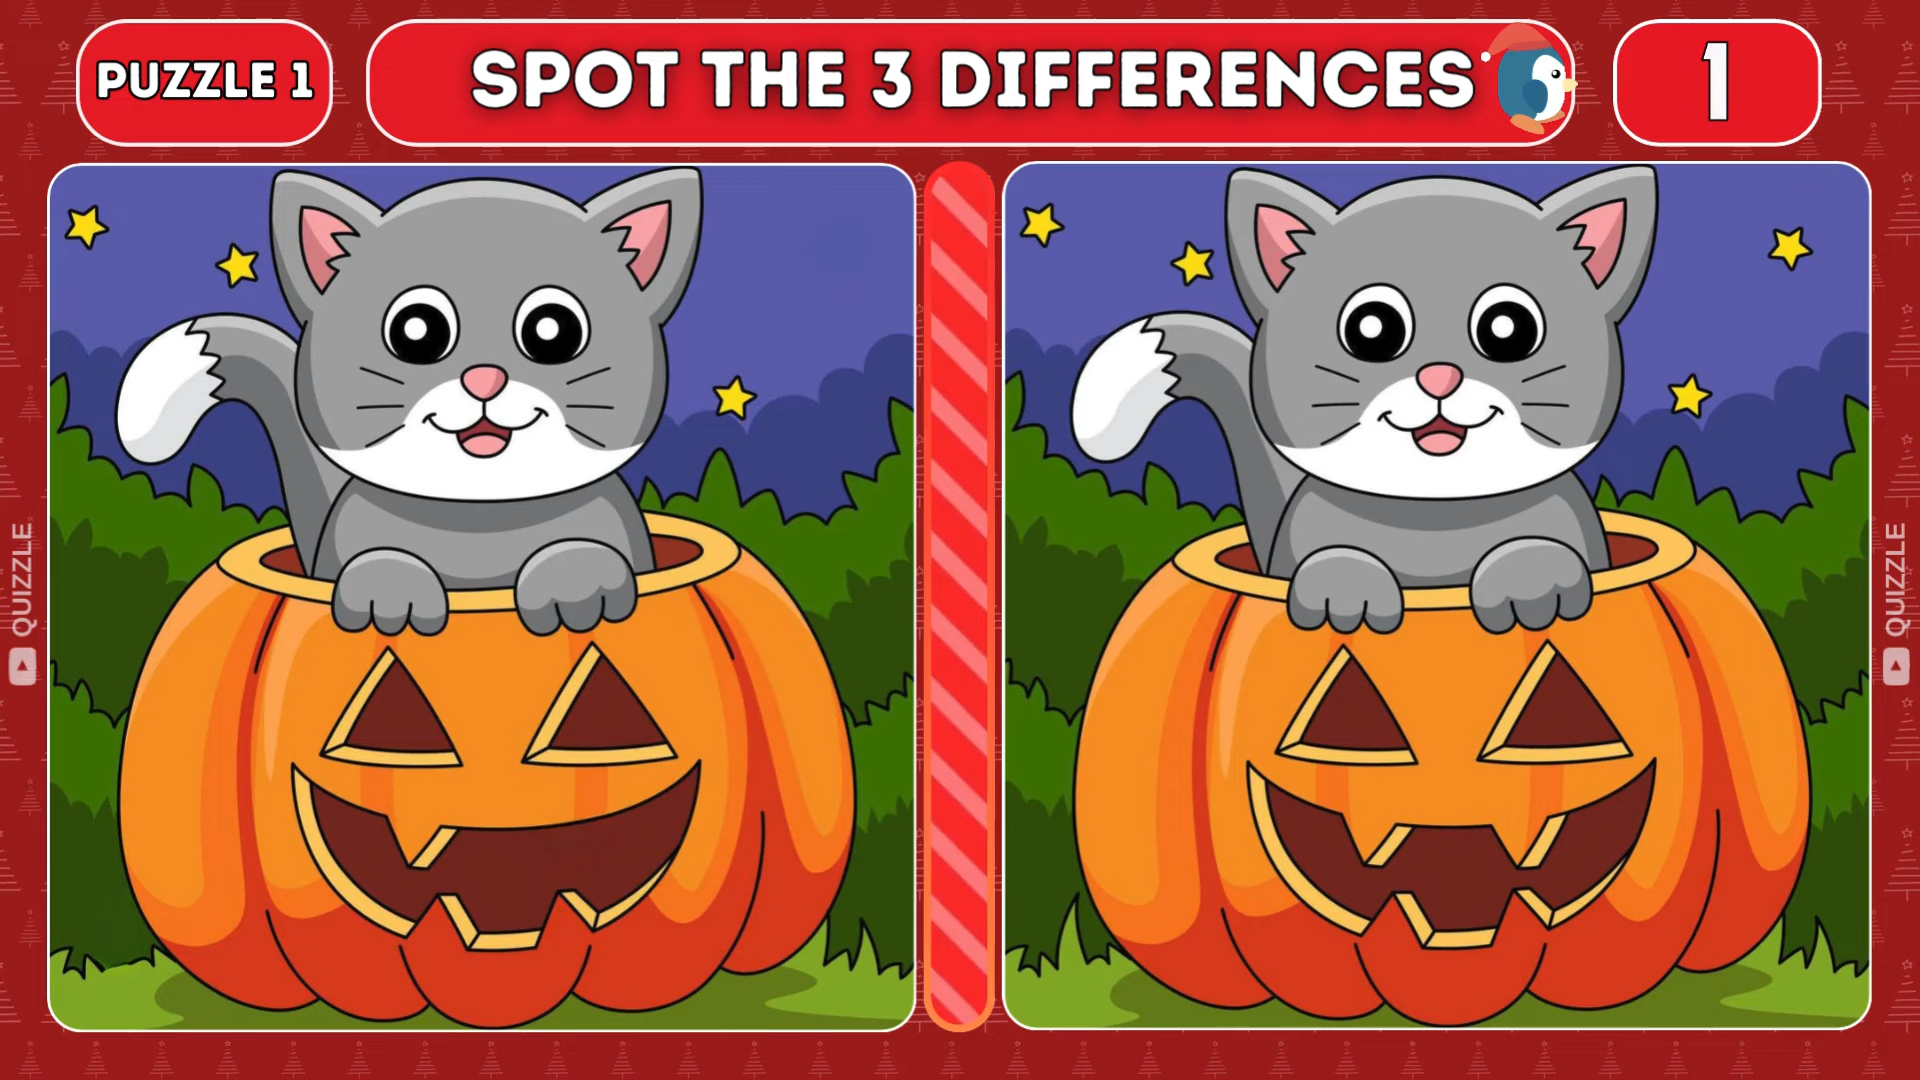 PUZZLE 1
SPOT THE 3 DIFFERENCES
1
QUIZZLE
QUIZZLE